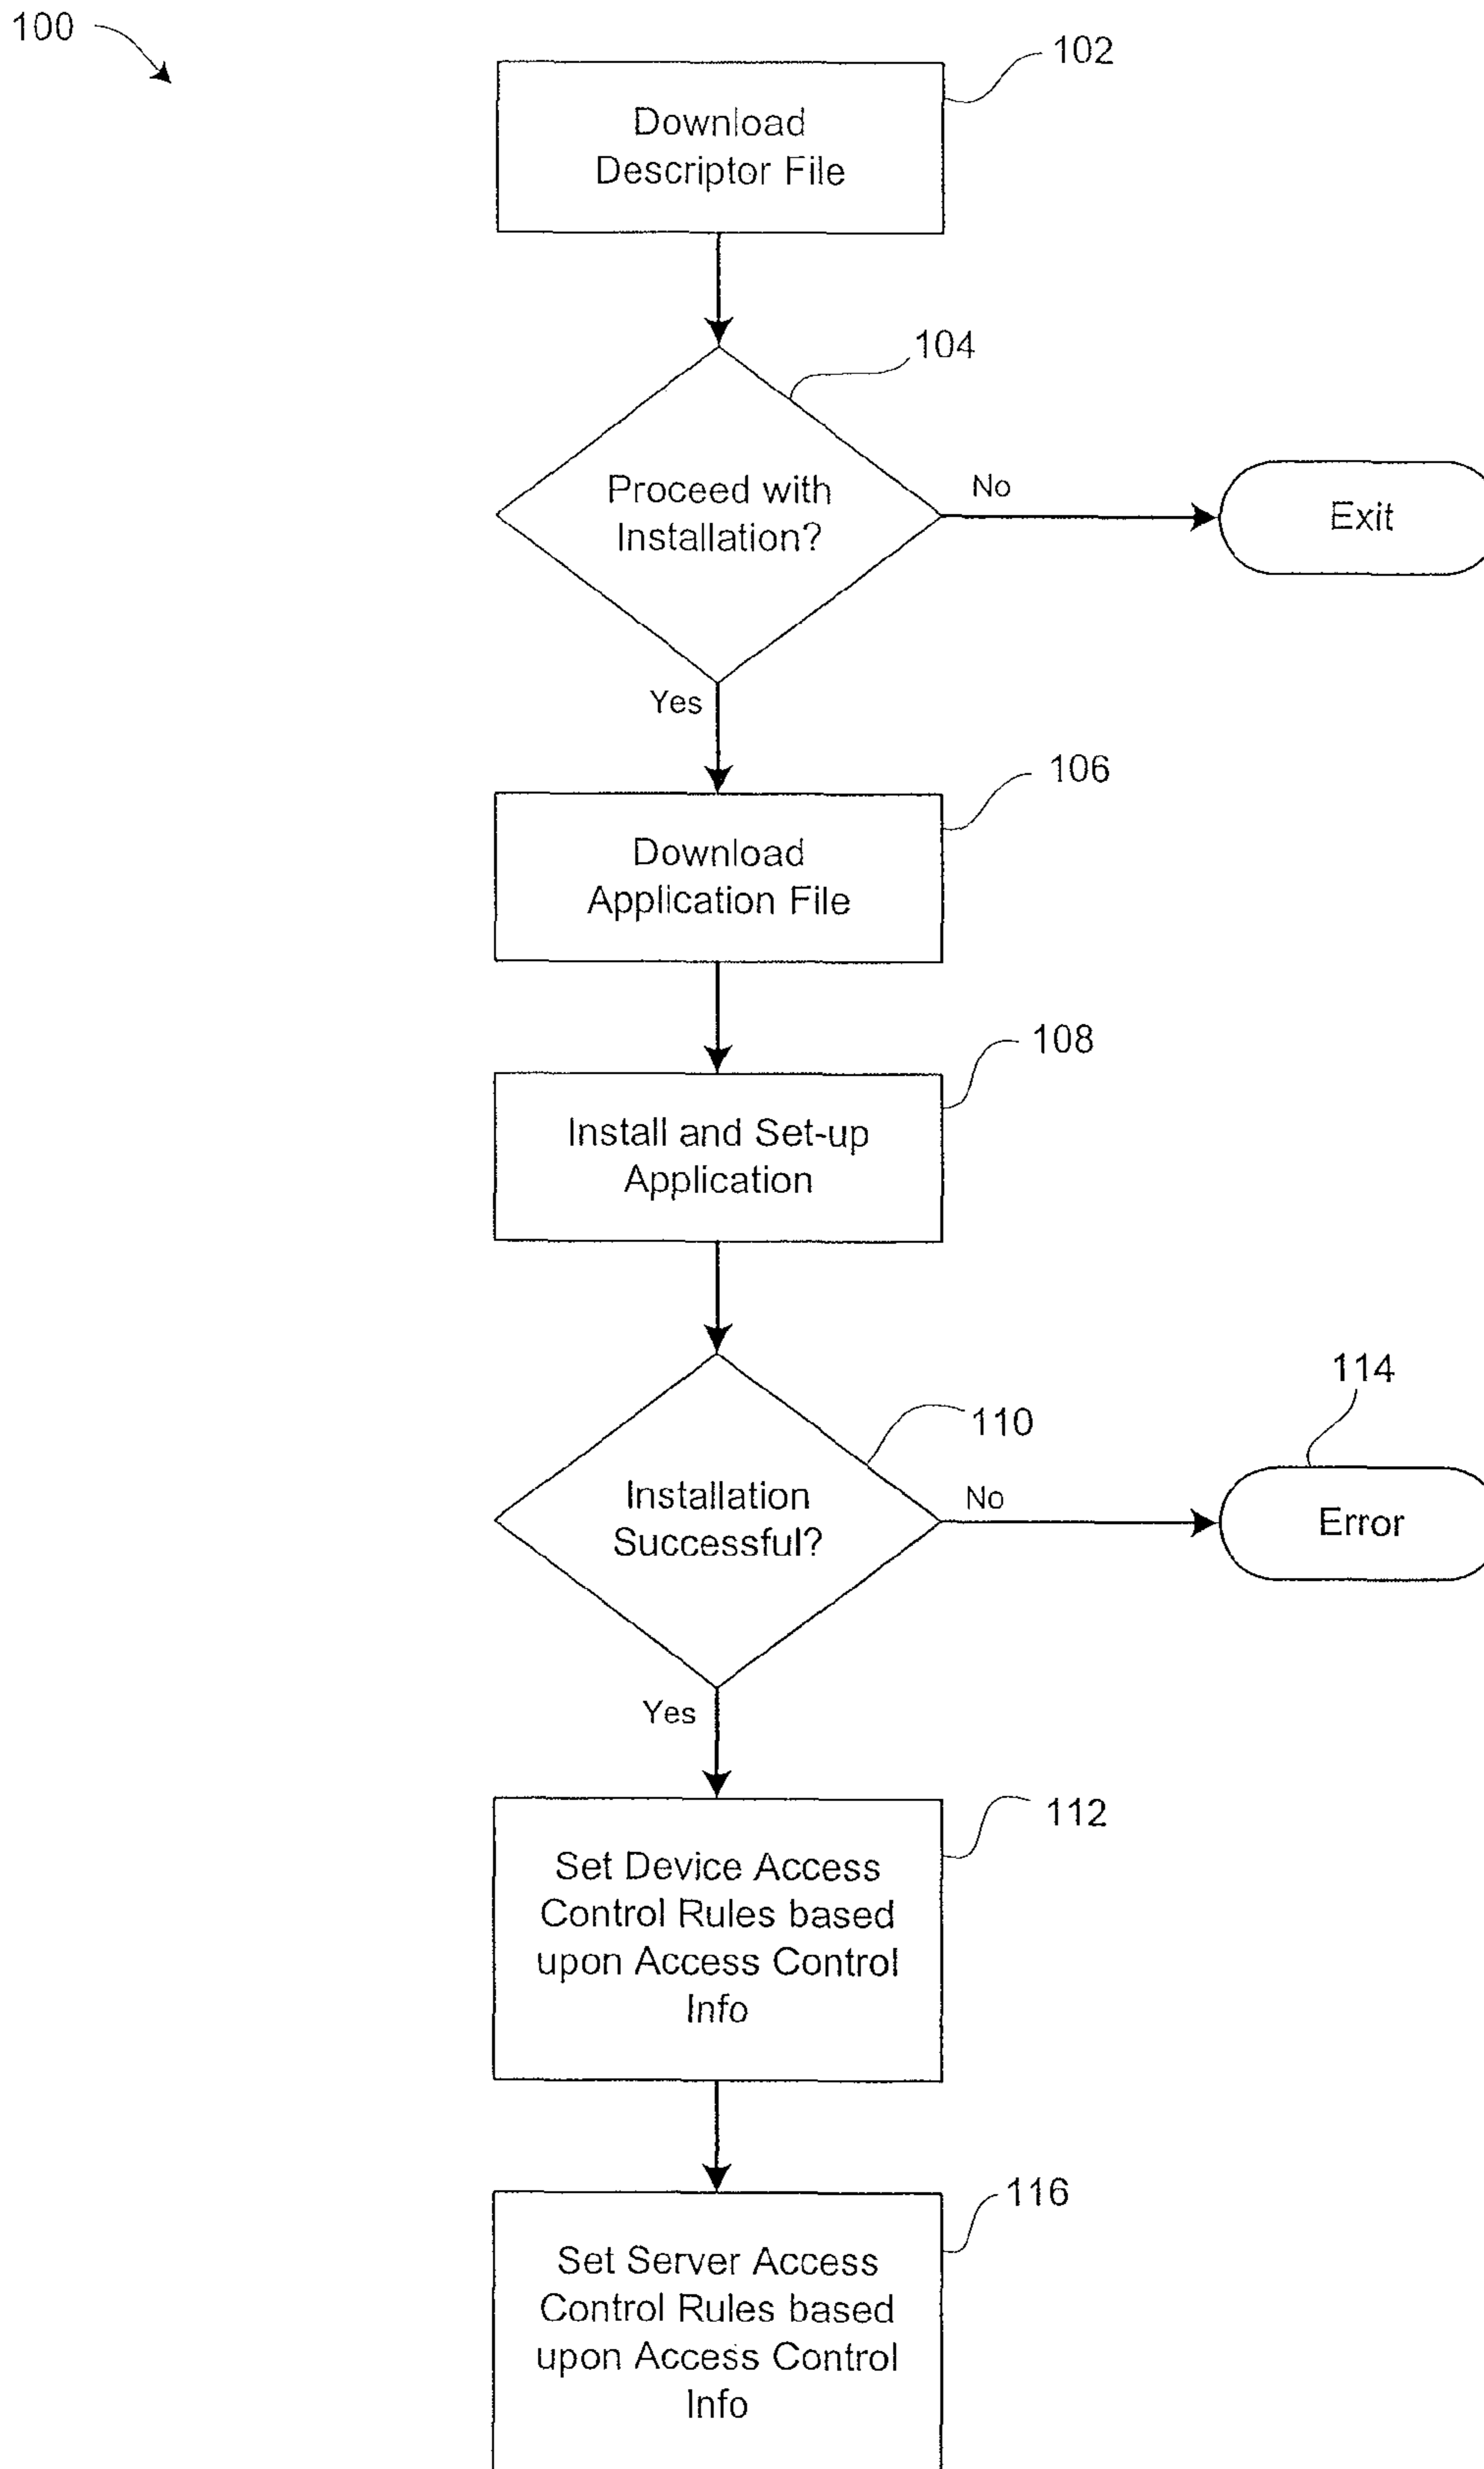 100
102
Download
Descriptor File
104
Proceed with
Installation?
No
Exit
Yes
106
Download
Application File
108
Install and Set-up
Application
110
Installation
Successful?
No
114
Error
Yes
112
Set Device Access
Control Rules based
upon Access Control
Info
116
Set Server Access
Control Rules based
upon Access Control
Info